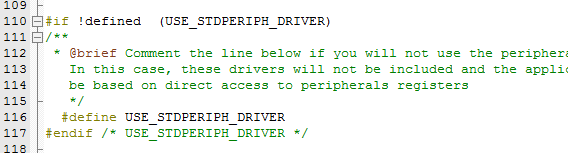 109
110 #if !defined  (USE_STDPERIPH_DRIVER)
111 /**
112  * @brief Comment the line below if you will not use the
113    In this case, these drivers will not be included and the
114    be based on direct access to peripherals registers
115    */
116   #define USE_STDPERIPH_DRIVER
117 #endif /* USE_STDPERIPH_DRIVER */
118